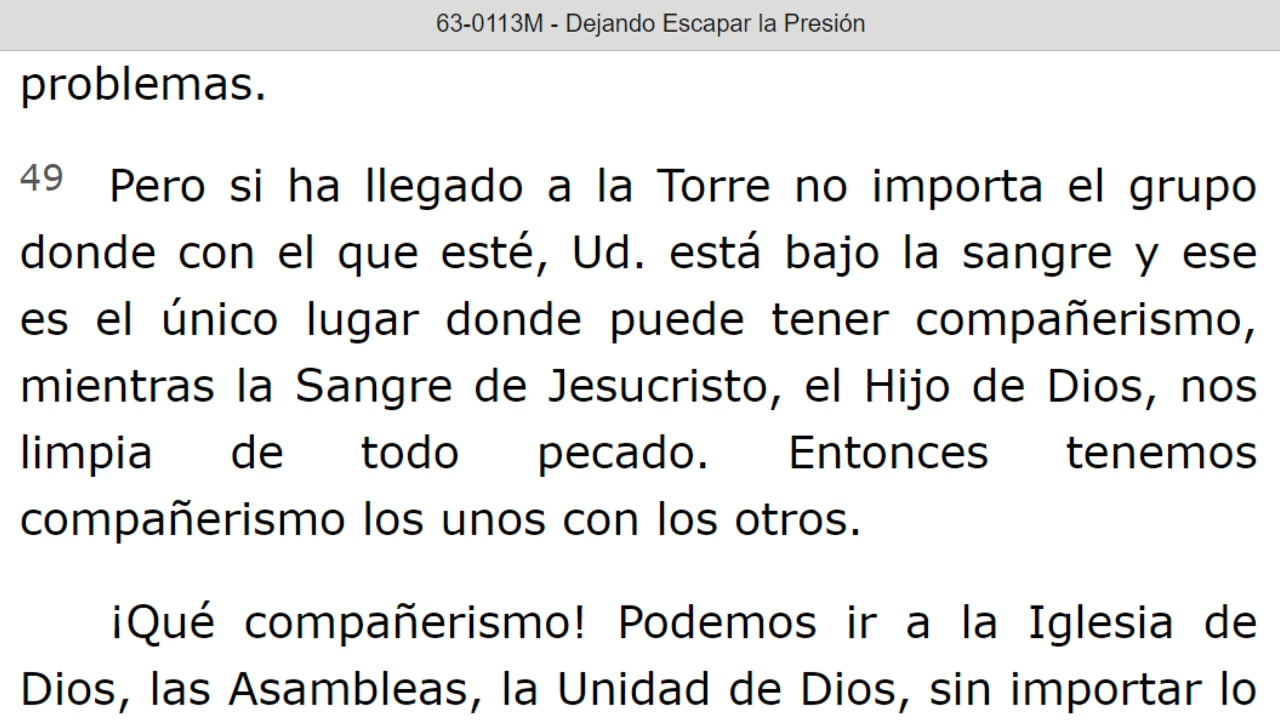 63-0113M - Dejando Escapar la Presión
problemas.
49 Pero si ha llegado a la Torre no importa el grupo
donde con el que esté, Ud. está bajo la sangre y ese
es el único lugar donde puede tener compañerismo,
mientras la Sangre de Jesucristo, el Hijo de Dios, nos
limpia de todo pecado. Entonces tenemos
compañerismo los unos con los otros.
¡Qué compañerismo! Podemos ir a la Iglesia de
Dios, las Asambleas, la Unidad de Dios, sin importar lo